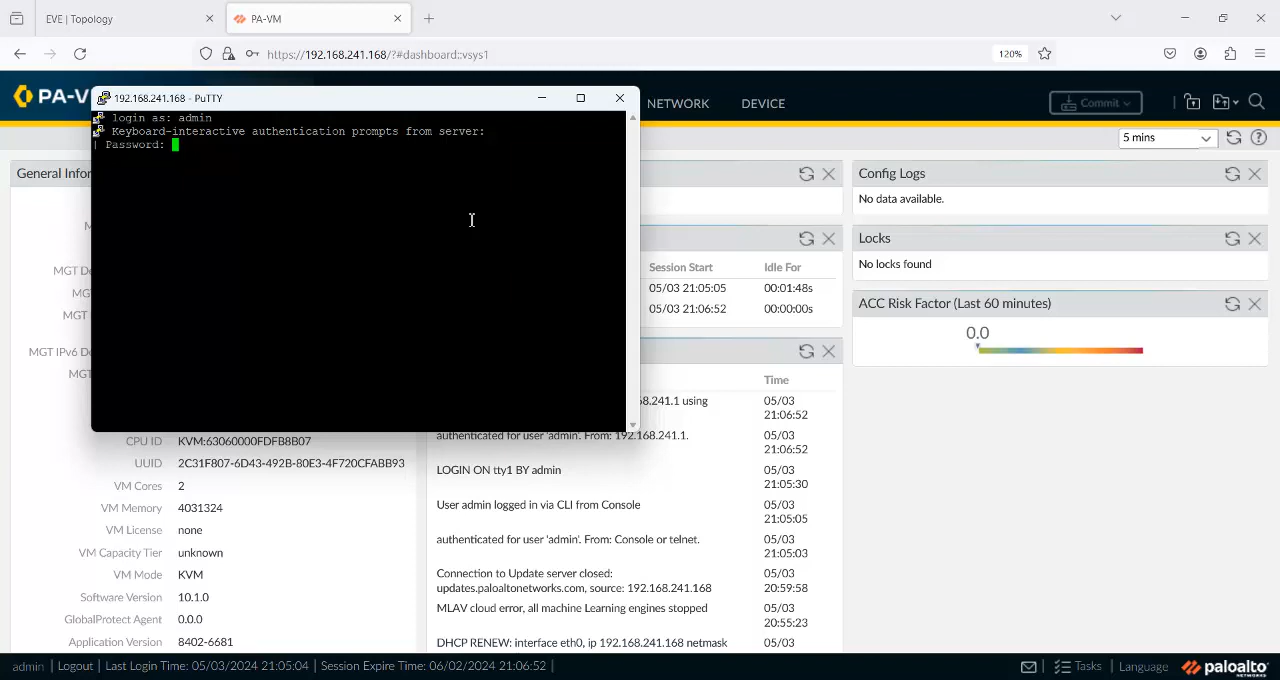 EVE | Topology
PA-VM
https://192.168.241.168/?#dashboard::vsys1
120%
PA-V
NETWORK
DEVICE
Commit
5 mins
192.168.241.168 - PuTTY
login as: admin
Keyboard-interactive authentication prompts from server:
| Password:
General Infor
MGT De
MGT IPv6 De
MGT
CPU ID KVM:63060000FDFB8B07
UUID 2C31F807-6D43-492B-80E3-4F720CFABB93
VM Cores 2
VM Memory 4031324
VM License none
VM Capacity Tier unknown
VM Mode KVM
Software Version 10.1.0
GlobalProtect Agent 0.0.0
Application Version 8402-6681
Session Start Idle For
05/03 21:05:05 00:01:48s
05/03 21:06:52 00:00:00s
Time
68.241.1 using 05/03
21:06:52
authenticated for user 'admin'. From: 192.168.241.1. 05/03
21:06:52
LOGIN ON tty1 BY admin 05/03
21:05:30
User admin logged in via CLI from Console 05/03
21:05:05
authenticated for user 'admin'. From: Console or telnet. 05/03
21:05:03
Connection to Update server closed: 05/03
updates.paloaltonetworks.com, source: 192.168.241.168 20:59:58
MLAV cloud error, all machine Learning engines stopped 05/03
20:55:23
DHCP RENEW: interface eth0, ip 192.168.241.168 netmask 05/03
Config Logs
No data available.
Locks
No locks found
ACC Risk Factor (Last 60 minutes)
0.0
admin | Logout | Last Login Time: 05/03/2024 21:05:04 | Session Expire Time: 06/02/2024 21:06:52 |
Tasks | Language
paloalto
NETWORKS